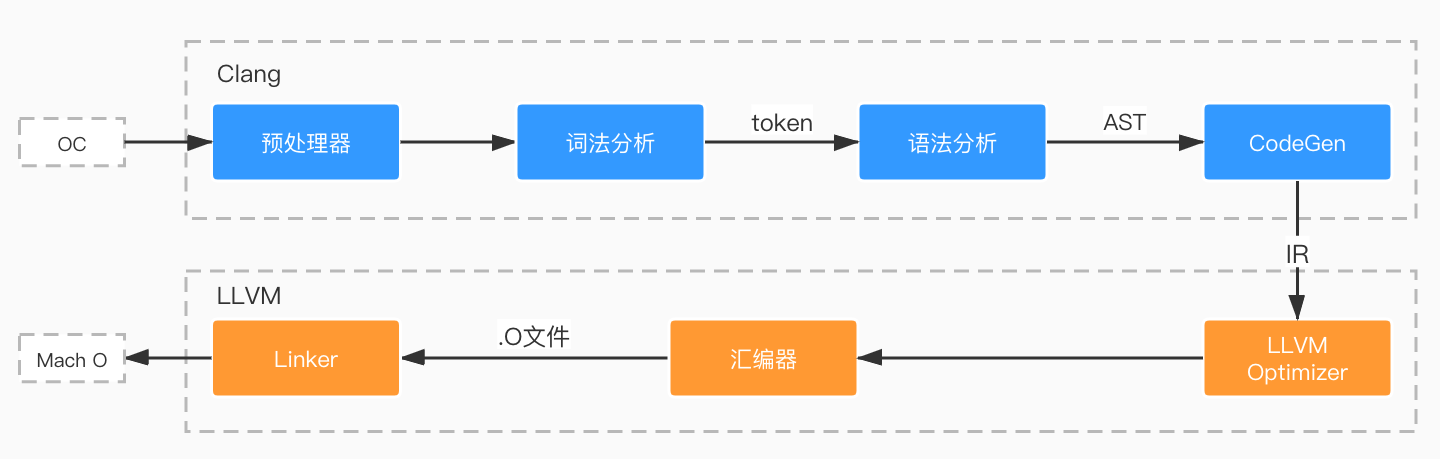 Clang
OC
预处理器
词法分析
token
语法分析
AST
CodeGen
IR
LLVM
Mach O
Linker
.O文件
汇编器
LLVM
Optimizer